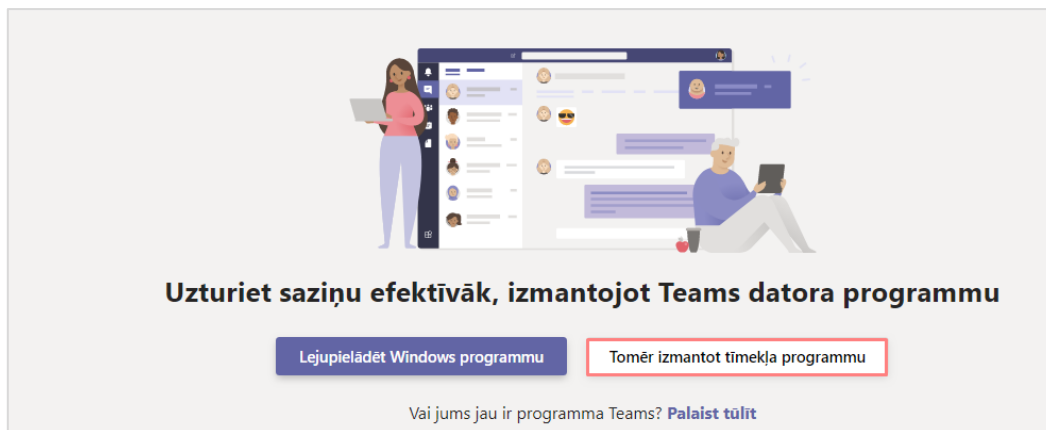 Uzturiet saziņu efektīvāk, izmantojot Teams datora programmu
Lejupielādēt Windows programmu
Tomēr izmantot tīmekļa programmu
Vai jums jau ir programma Teams? Palaist tūlīt